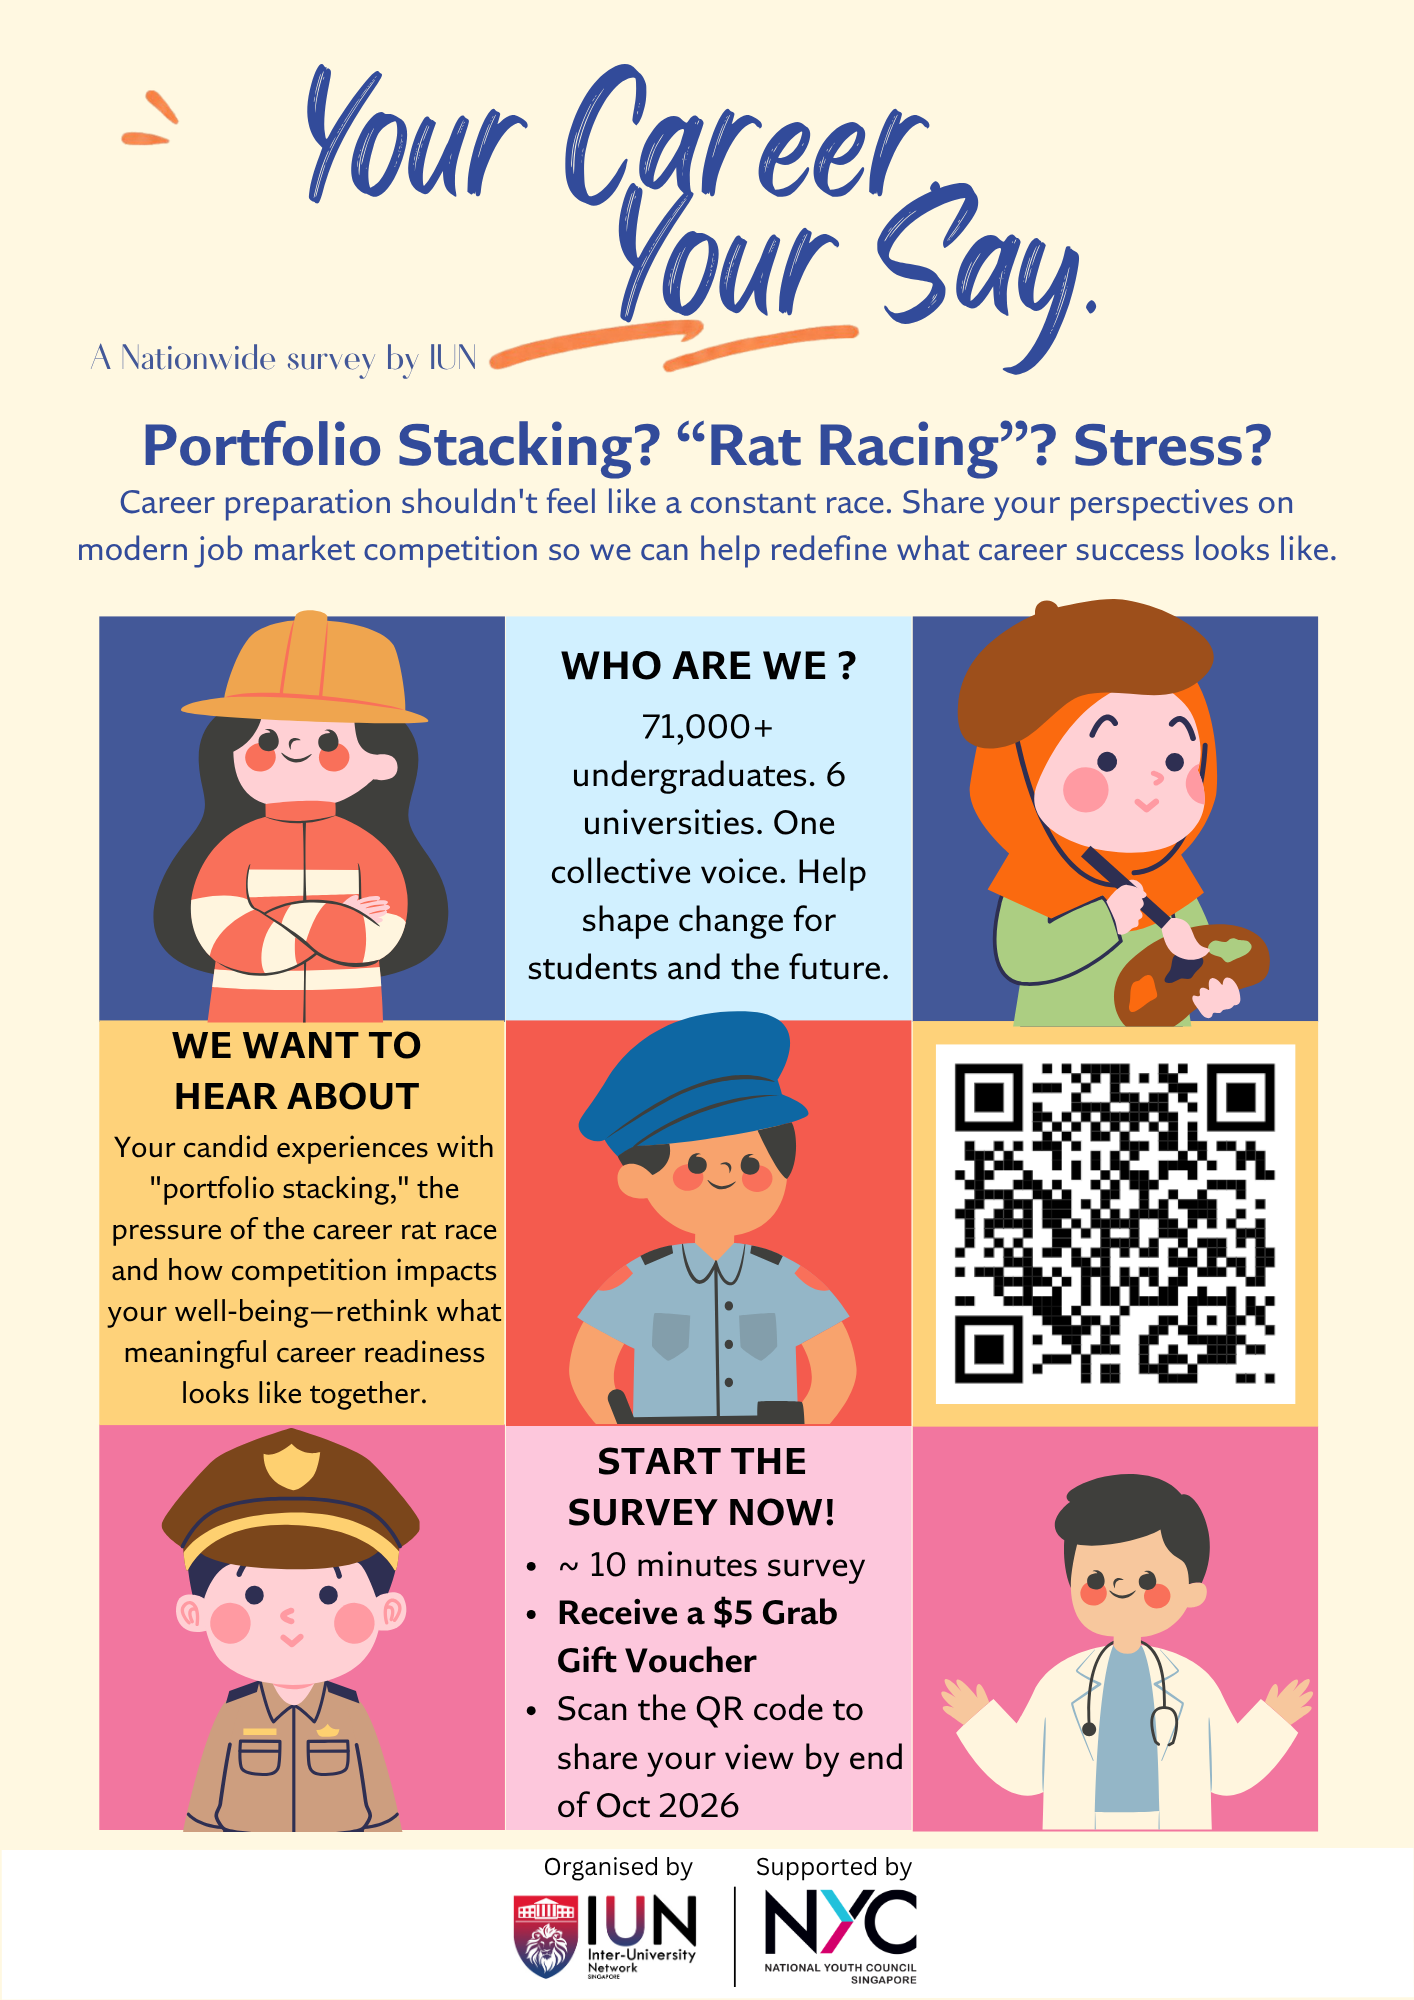 Your Career,
Your Say.
A Nationwide survey by IUN
Portfolio Stacking? “Rat Racing”? Stress?
Career preparation shouldn't feel like a constant race. Share your perspectives on
modern job market competition so we can help redefine what career success looks like.
WHO ARE WE ?
71,000+
undergraduates. 6
universities. One
collective voice. Help
shape change for
students and the future.
WE WANT TO
HEAR ABOUT
Your candid experiences with
"portfolio stacking," the
pressure of the career rat race
and how competition impacts
your well-being—rethink what
meaningful career readiness
looks like together.
START THE
SURVEY NOW!
• ~ 10 minutes survey
• Receive a $5 Grab
Gift Voucher
• Scan the QR code to
share your view by end
of Oct 2026
Organised by
IUN
Inter-University
Network
SINGAPORE
Supported by
NYC
NATIONAL YOUTH COUNCIL
SINGAPORE